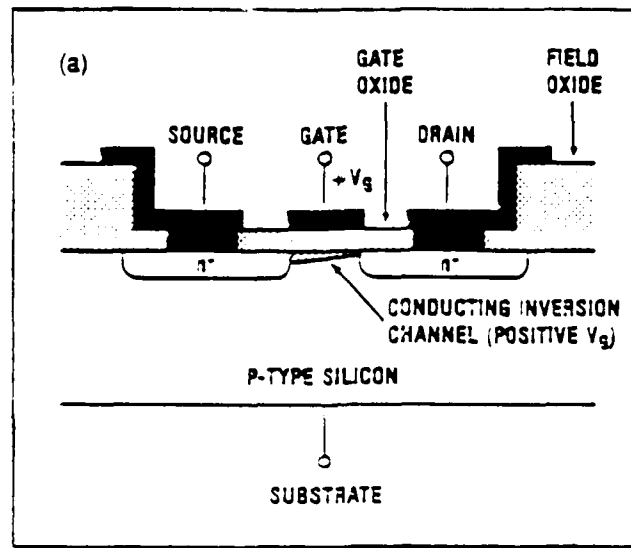 (a)
GATE
OXIDE
FIELD
OXIDE
SOURCE
GATE
DRAIN
+ Vg
n-
n-
CONDUCTING INVERSION
CHANNEL (POSITIVE Vg)
P-TYPE SILICON
SUBSTRATE